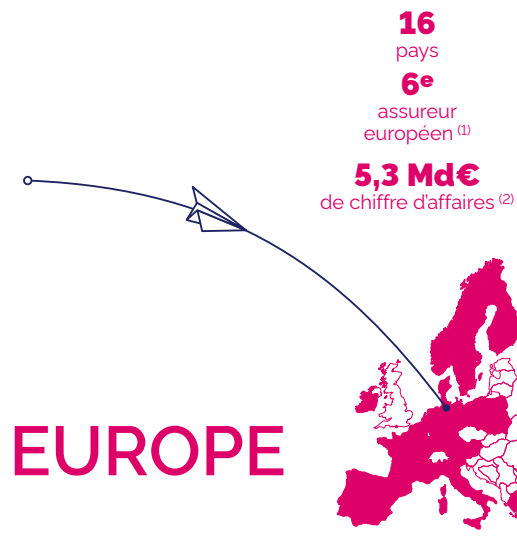 16
pays
6e
assureur
européen (1)
5,3 Md€
de chiffre d'affaires (2)
EUROPE